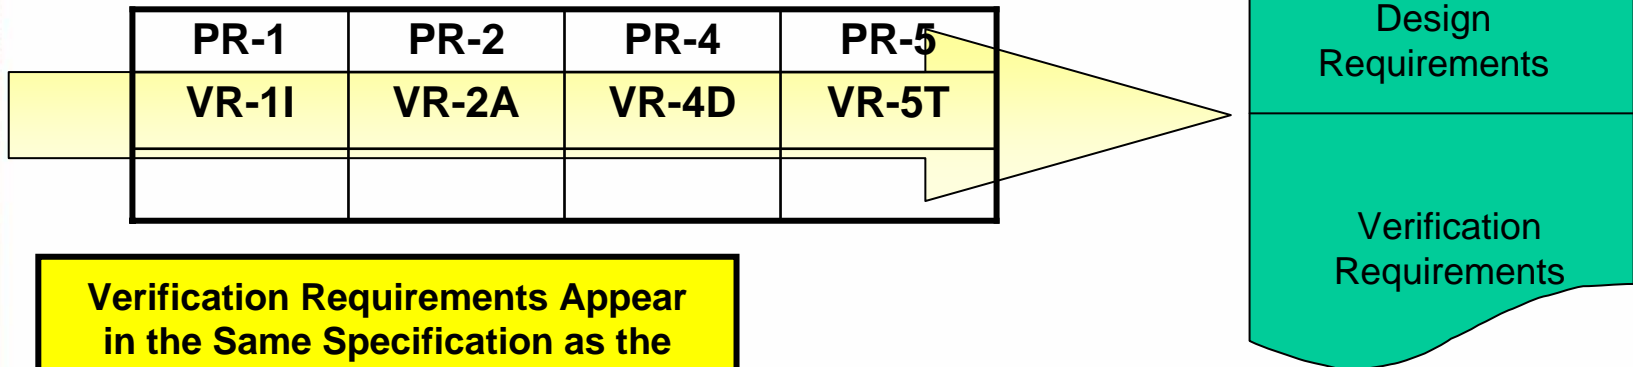 PR-1 PR-2 PR-4 PR-5
VR-1I VR-2A VR-4D VR-5T
Design
Requirements
Verification
Requirements
Verification Requirements Appear
in the Same Specification as the